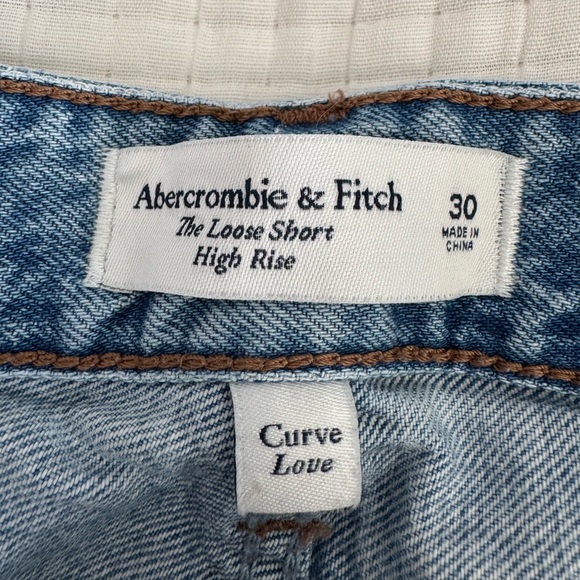 Abercrombie & Fitch
The Loose Short
High Rise
30
MADE IN
CHINA
Curve
Love